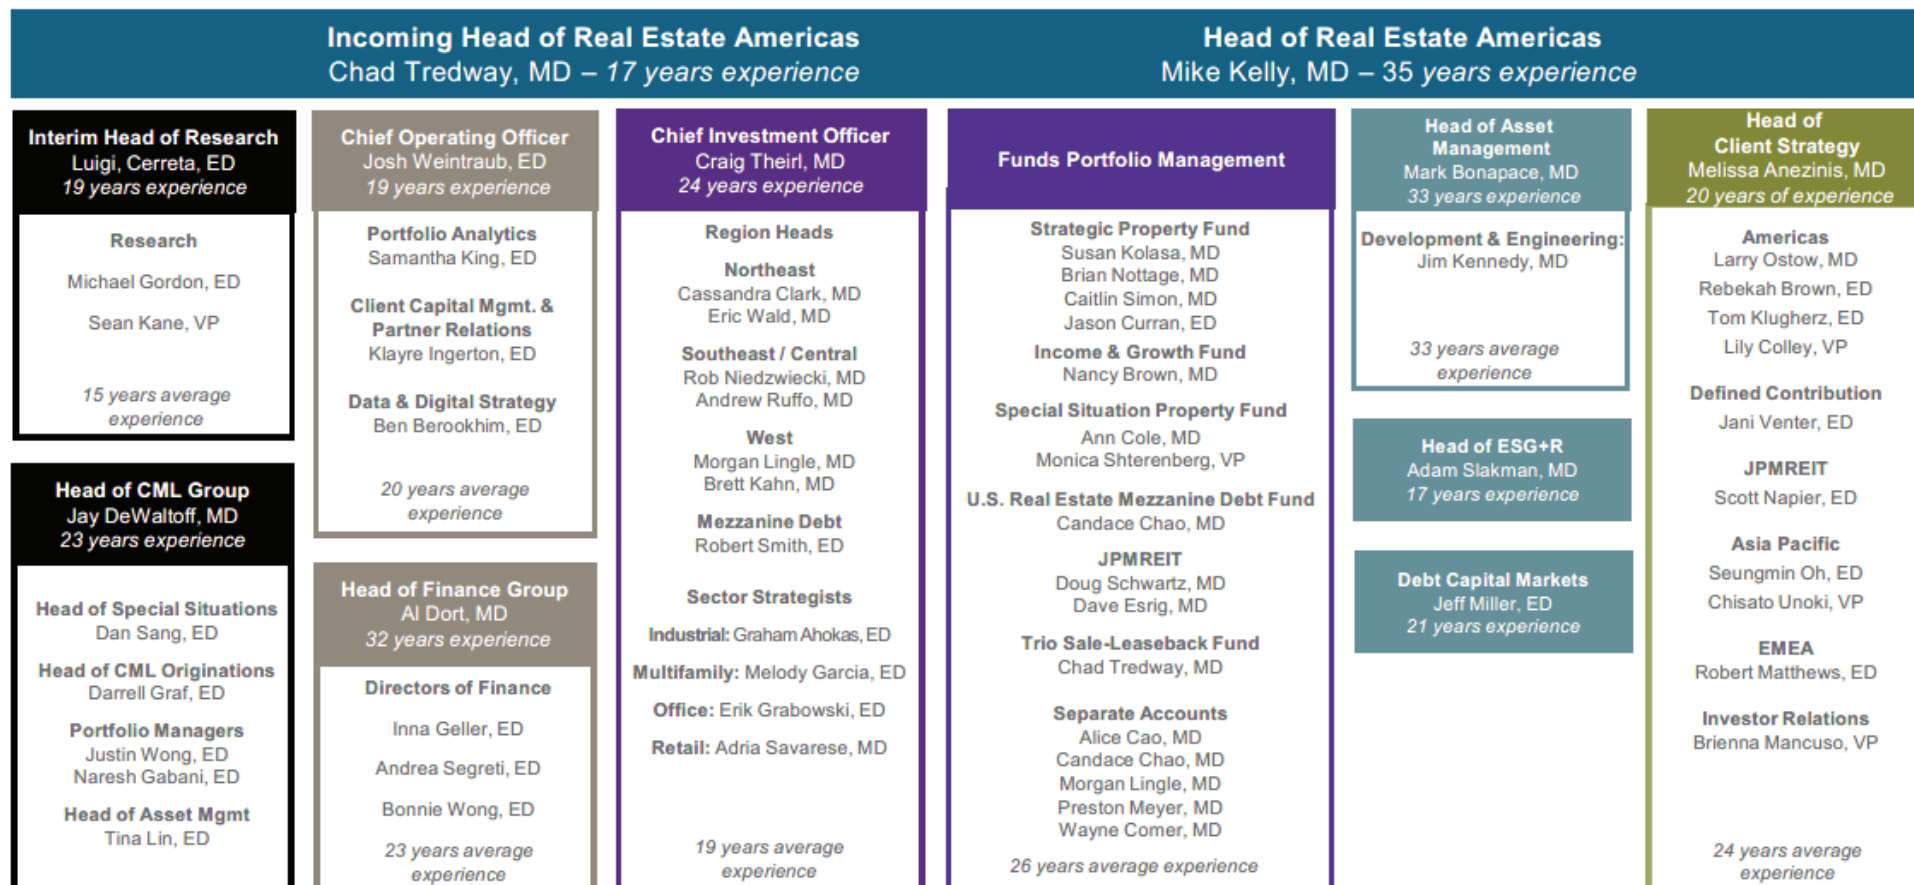 Incoming Head of Real Estate Americas
Chad Tredway, MD – 17 years experience
Head of Real Estate Americas
Mike Kelly, MD – 35 years experience
Interim Head of Research
Luigi, Cerreta, ED
19 years experience
Research
Michael Gordon, ED
Sean Kane, VP
15 years average
experience
Head of CML Group
Jay DeWaltoff, MD
23 years experience
Head of Special Situations
Dan Sang, ED
Head of CML Originations
Darrell Graf, ED
Portfolio Managers
Justin Wong, ED
Naresh Gabani, ED
Head of Asset Mgmt
Tina Lin, ED
Chief Operating Officer
Josh Weintraub, ED
19 years experience
Portfolio Analytics
Samantha King, ED
Client Capital Mgmt. &
Partner Relations
Klayre Ingerton, ED
Data & Digital Strategy
Ben Berookhim, ED
20 years average
experience
Head of Finance Group
Al Dort, MD
32 years experience
Directors of Finance
Inna Geller, ED
Andrea Segreti, ED
Bonnie Wong, ED
23 years average
experience
Chief Investment Officer
Craig Theirl, MD
24 years experience
Region Heads
Northeast
Cassandra Clark, MD
Eric Wald, MD
Southeast / Central
Rob Niedzwiecki, MD
Andrew Ruffo, MD
West
Morgan Lingle, MD
Brett Kahn, MD
Mezzanine Debt
Robert Smith, ED
Sector Strategists
Industrial: Graham Ahokas, ED
Multifamily: Melody Garcia, ED
Office: Erik Grabowski, ED
Retail: Adria Savarese, MD
19 years average
experience
Funds Portfolio Management
Strategic Property Fund
Susan Kolasa, MD
Brian Nottage, MD
Caitlin Simon, MD
Jason Curran, ED
Income & Growth Fund
Nancy Brown, MD
Special Situation Property Fund
Ann Cole, MD
Monica Shterenberg, VP
U.S. Real Estate Mezzanine Debt Fund
Candace Chao, MD
JPMREIT
Doug Schwartz, MD
Dave Esrig, MD
Trio Sale-Leaseback Fund
Chad Tredway, MD
Separate Accounts
Alice Cao, MD
Candace Chao, MD
Morgan Lingle, MD
Preston Meyer, MD
Wayne Comer, MD
26 years average experience
Head of Asset
Management
Mark Bonapace, MD
33 years experience
Development & Engineering:
Jim Kennedy, MD
33 years average
experience
Head of ESG+R
Adam Slakman, MD
17 years experience
Debt Capital Markets
Jeff Miller, ED
21 years experience
Head of
Client Strategy
Melissa Anezinis, MD
20 years of experience
Americas
Larry Ostow, MD
Rebekah Brown, ED
Tom Klugherz, ED
Lily Colley, VP
Defined Contribution
Jani Venter, ED
JPMREIT
Scott Napier, ED
Asia Pacific
Seungmin Oh, ED
Chisato Unoki, VP
EMEA
Robert Matthews, ED
Investor Relations
Brienna Mancuso, VP
24 years average
experience